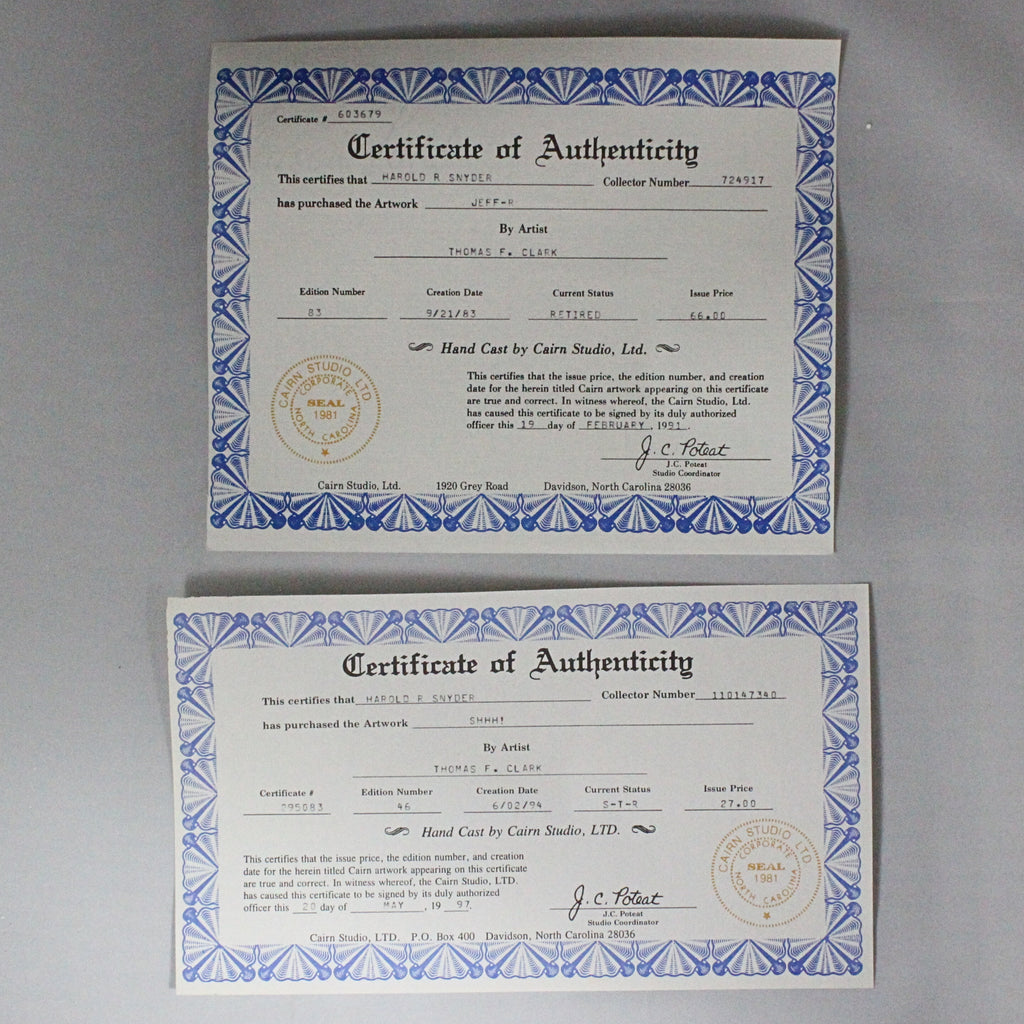 Certificate # 603679
Certificate of Authenticity
This certifies that HAROLD R SNYDER Collector Number 724917
has purchased the Artwork JEFF-R
By Artist
THOMAS F. CLARK
Edition Number Creation Date Current Status Issue Price
83 9/21/83 RETIRED 66.00
Hand Cast by Cairn Studio, Ltd.
This certifies that the issue price, the edition number, and creation
date for the herein titled Cairn artwork appearing on this certificate
are true and correct. In witness whereof, the Cairn Studio, Ltd.
has caused this certificate to be signed by its duly authorized
officer this 19 day of FEBRUARY, 1991.
CAIRN STUDIO LTD
CORPORATE
SEAL
1981
NORTH CAROLINA
J. C. Poteat
J.C. Poteat
Studio Coordinator
Cairn Studio, Ltd. 1920 Grey Road Davidson, North Carolina 28036
Certificate of Authenticity
This certifies that HAROLD R SNYDER Collector Number 110147340
has purchased the Artwork SHHH!
By Artist
THOMAS F. CLARK
Certificate # Edition Number Creation Date Current Status Issue Price
295083 46 6/02/94 S-T-R 27.00
Hand Cast by Cairn Studio, LTD.
This certifies that the issue price, the edition number, and creation
date for the herein titled Cairn artwork appearing on this certificate
are true and correct. In witness whereof, the Cairn Studio, LTD.
has caused this certificate to be signed by its duly authorized
officer this 20 day of MAY, 19 97.
J. C. Poteat
J.C. Poteat
Studio Coordinator
CAIRN STUDIO LTD
CORPORATE
SEAL
1981
NORTH CAROLINA
Cairn Studio, LTD. P.O. Box 400 Davidson, North Carolina 28036